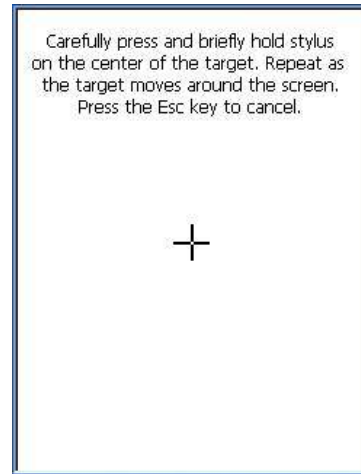 Carefully press and briefly hold stylus
on the center of the target. Repeat as
the target moves around the screen.
Press the Esc key to cancel.